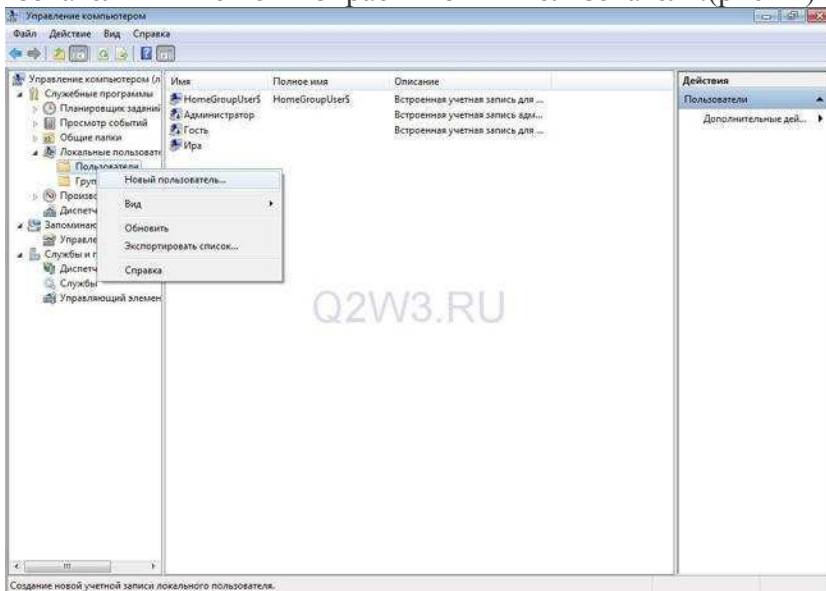 Управление компьютером
Файл Действие Вид Справка
Управление компьютером (л
Служебные программы
Планировщик заданий
Просмотр событий
Общие папки
Локальные пользовате
Пользователи
Груп
Произво
Диспетч
Запоминаю
Управле
Службы и п
Диспетч
Службы
Управляющий элемен
Новый пользователь...
Вид
Обновить
Экспортировать список...
Справка
Имя Полное имя Описание
HomeGroupUser$ HomeGroupUser$ Встроенная учетная запись для ...
Администратор Встроенная учетная запись адм...
Гость Встроенная учетная запись для ...
Ира
Действия
Пользователи
Дополнительные дей...
Q2W3.RU
Создание новой учетной записи локального пользователя.